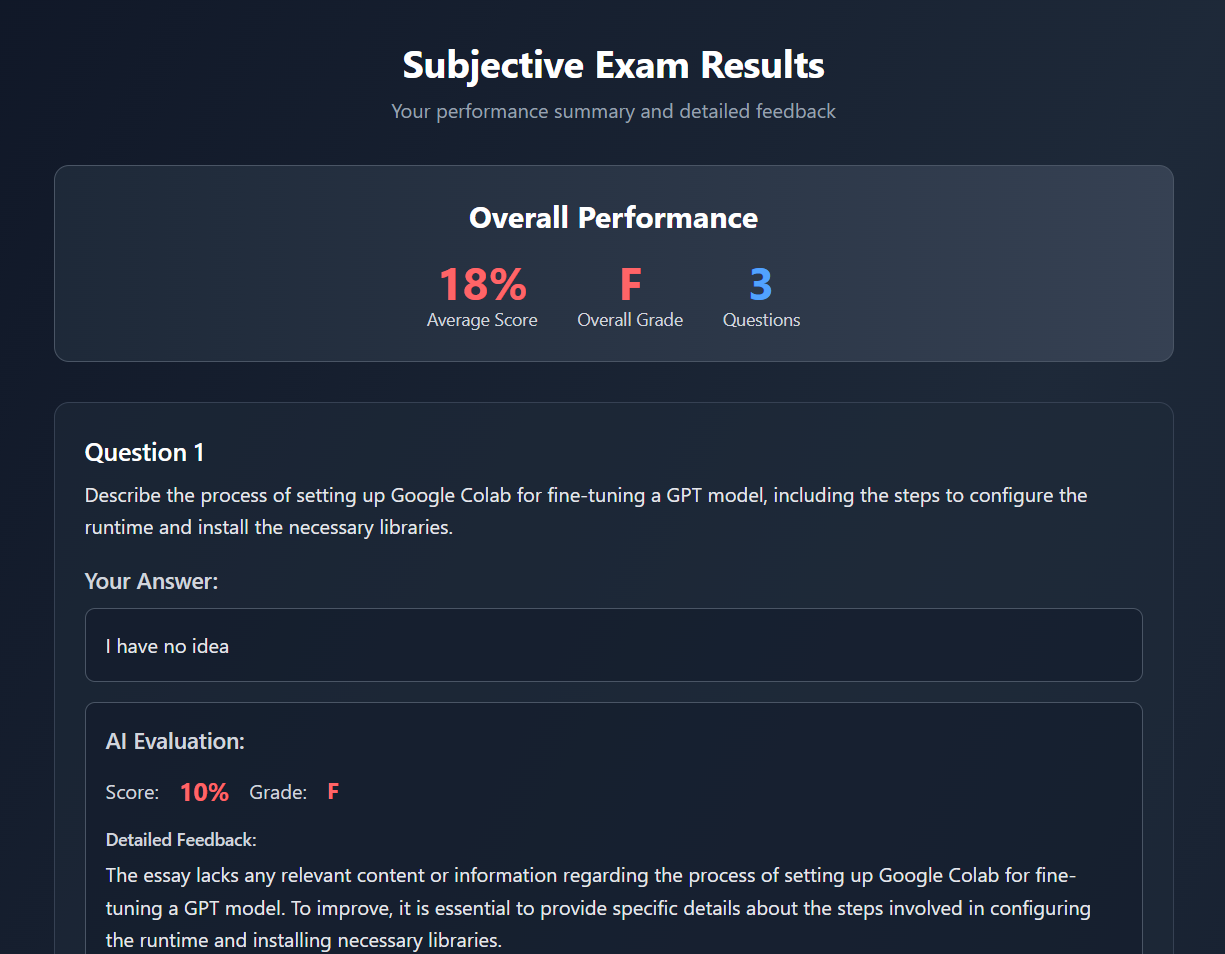 Subjective Exam Results
Your performance summary and detailed feedback
Overall Performance
18% F 3
Average Score Overall Grade Questions
Question 1
Describe the process of setting up Google Colab for fine-tuning a GPT model, including the steps to configure the
runtime and install the necessary libraries.
Your Answer:
I have no idea
AI Evaluation:
Score: 10% Grade: F
Detailed Feedback:
The essay lacks any relevant content or information regarding the process of setting up Google Colab for fine-
tuning a GPT model. To improve, it is essential to provide specific details about the steps involved in configuring
the runtime and installing necessary libraries.